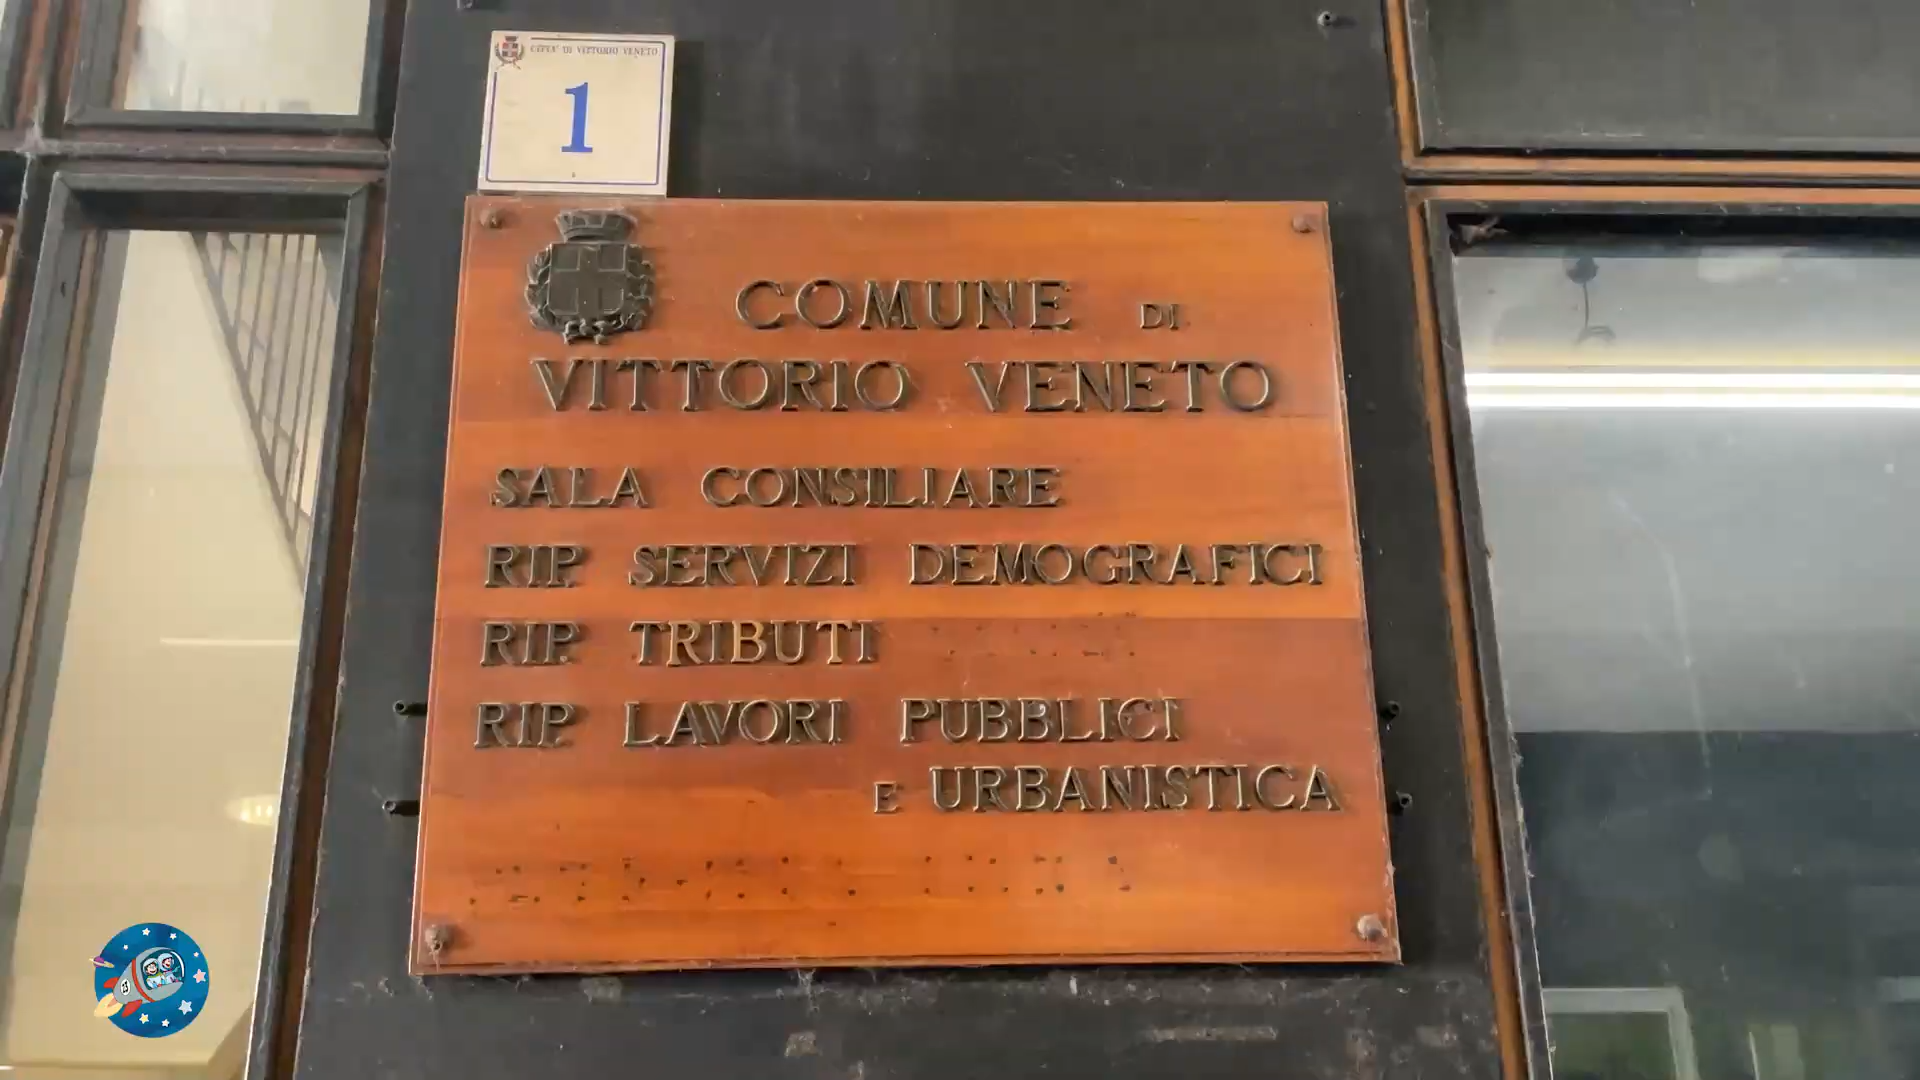 CITTA' DI VITTORIO VENETO
1
COMUNE DI
VITTORIO VENETO
SALA CONSILIARE
RIP. SERVIZI DEMOGRAFICI
RIP. TRIBUTI
RIP. LAVORI PUBBLICI
E URBANISTICA